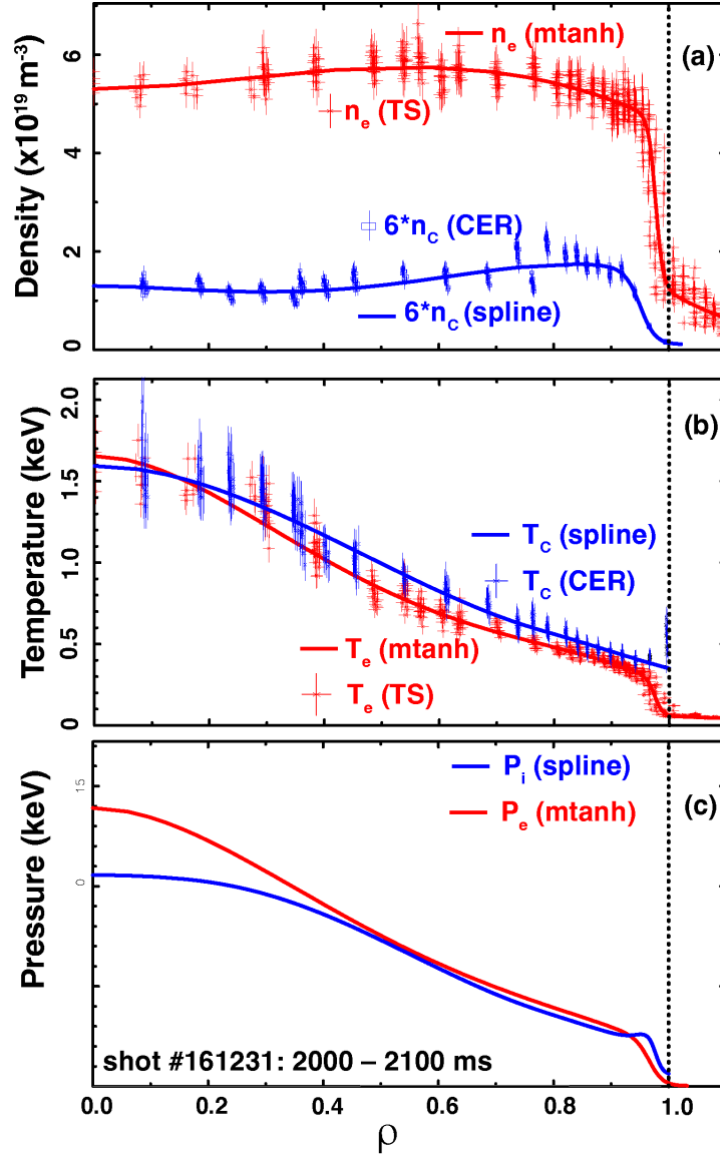 n_e (mtanh)
(a)
n_e (TS)
6*n_C (CER)
6*n_C (spline)
Density (x10^19 m^-3)
6
4
2
0
(b)
T_C (spline)
T_C (CER)
T_e (mtanh)
T_e (TS)
Temperature (keV)
2.0
1.5
1.0
0.5
0
P_i (spline)
P_e (mtanh)
(c)
15
0
Pressure (keV)
shot #161231: 2000 – 2100 ms
0.0 0.2 0.4 0.6 0.8 1.0
ρ